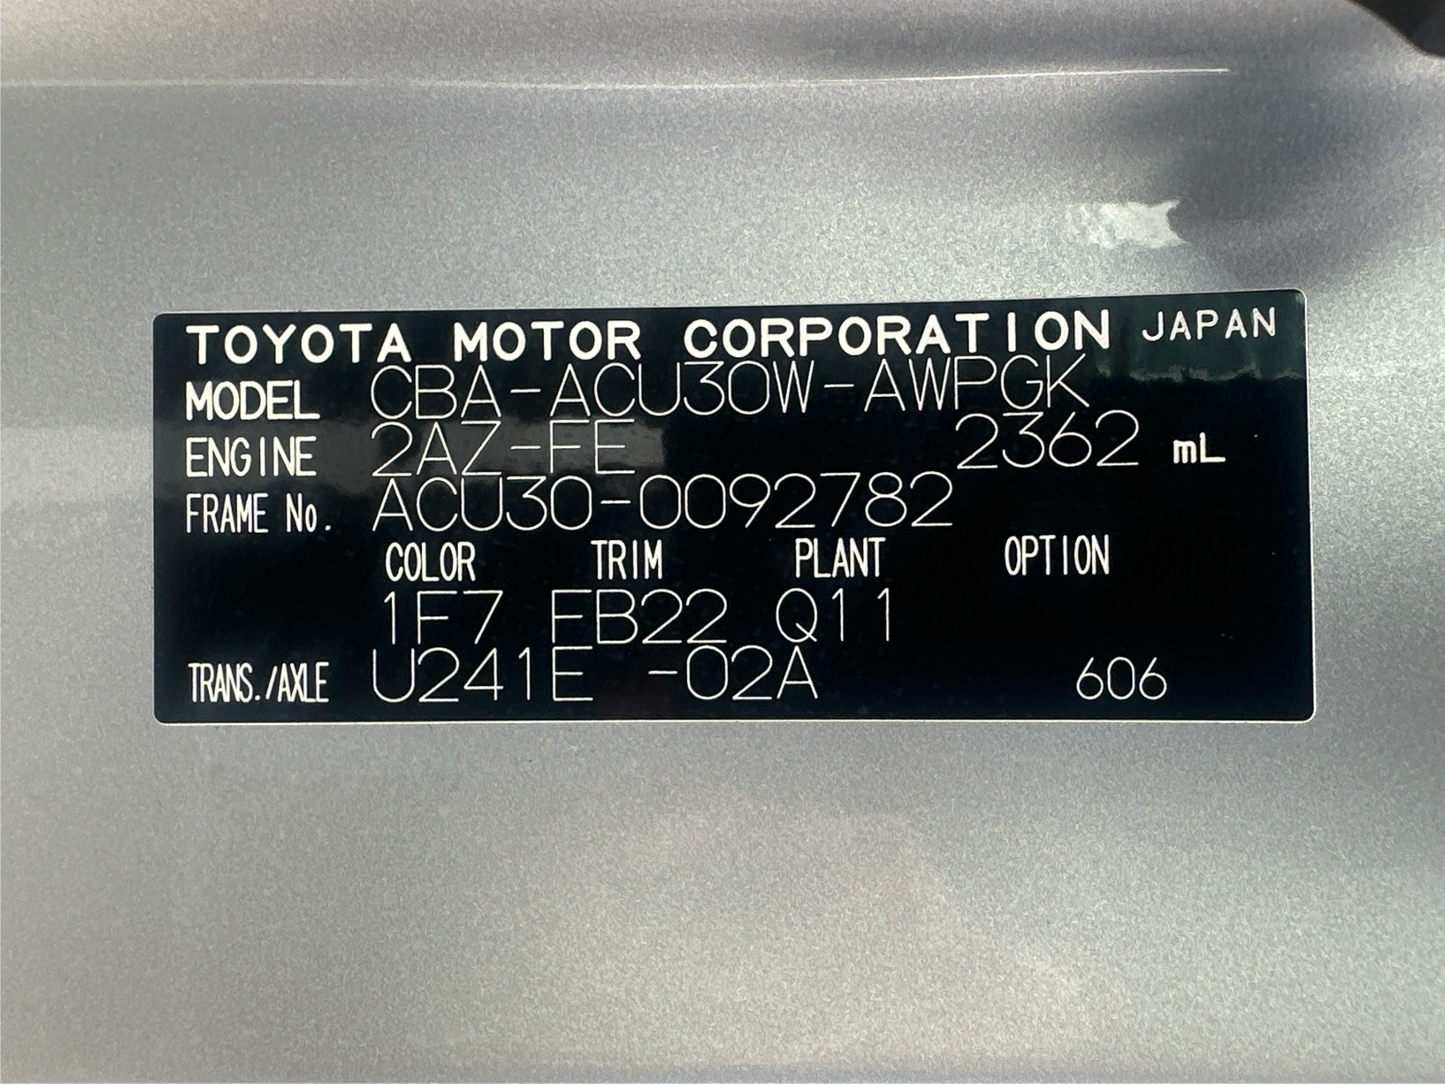 TOYOTA MOTOR CORPORATION JAPAN
MODEL CBA-ACU30W-AWPGK
ENGINE 2AZ-FE 2362 mL
FRAME No. ACU30-0092782
COLOR TRIM PLANT OPTION
1F7 FB22 Q11
TRANS./AXLE U241E -02A 606